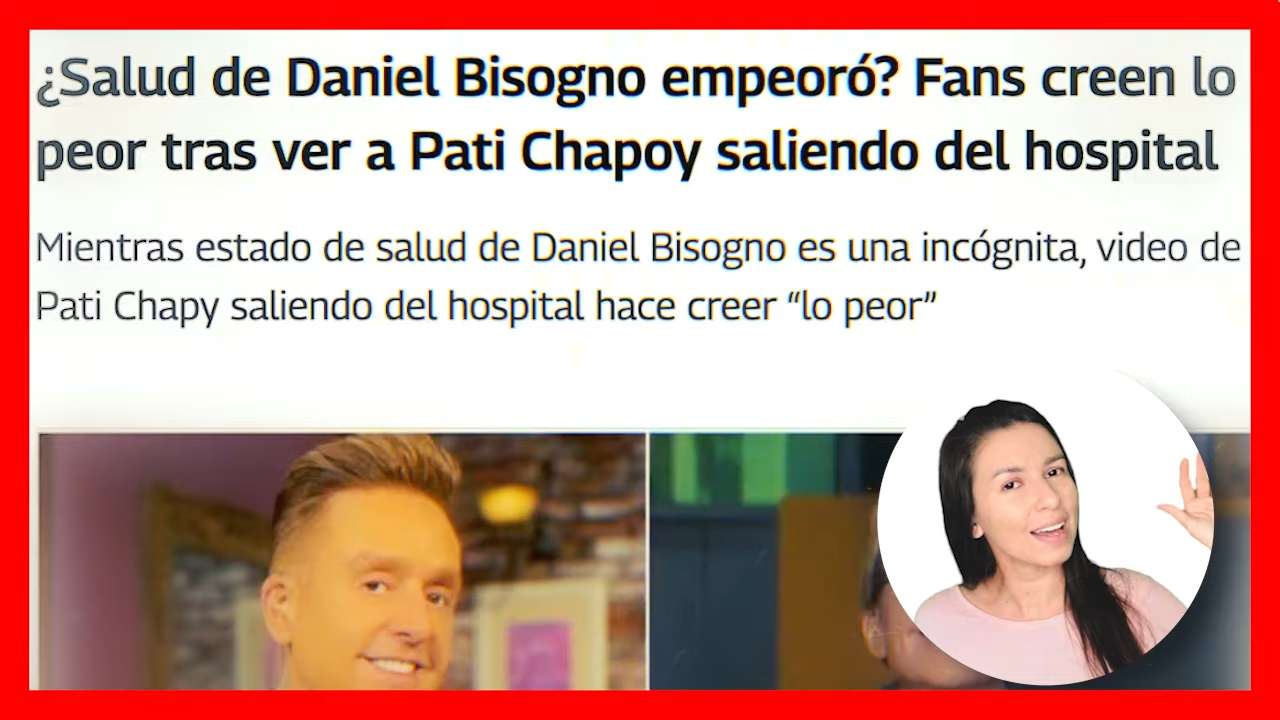 ¿Salud de Daniel Bisogno empeoró? Fans creen lo
peor tras ver a Pati Chapoy saliendo del hospital
Mientras estado de salud de Daniel Bisogno es una incógnita, video de
Pati Chapy saliendo del hospital hace creer “lo peor”